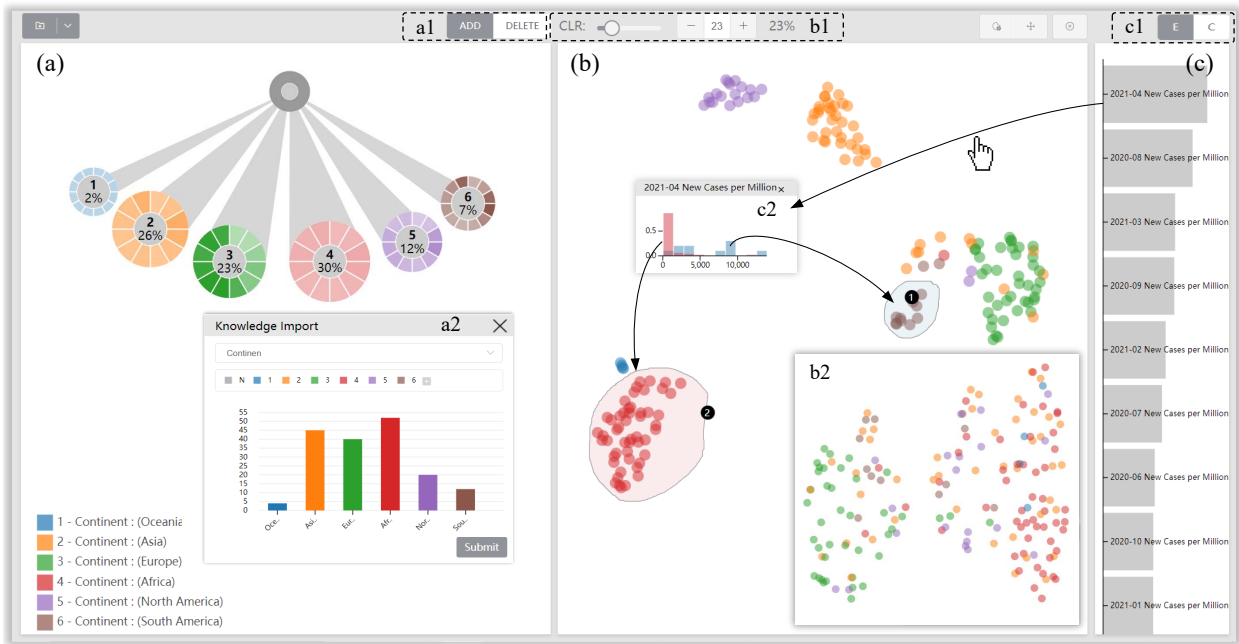 a1
ADD
DELETE
CLR:
−
23
+
23%
b1
c1
E
C
(a)
(b)
(c)
1
2%
2
26%
3
23%
4
30%
5
12%
6
7%
2021-04 New Cases per Million
×
c2
0.5
0.0
0
5,000
10,000
1
2
b2
Knowledge Import
a2
Continen
N
1
2
3
4
5
6
+
55
50
45
40
35
30
25
20
15
10
5
0
Oce..
Asi..
Eur..
Afr..
Nor..
Sou..
Submit
1 - Continent : (Oceania
2 - Continent : (Asia)
3 - Continent : (Europe)
4 - Continent : (Africa)
5 - Continent : (North America)
6 - Continent : (South America)
2021-04 New Cases per Million
2020-08 New Cases per Million
2021-03 New Cases per Million
2020-09 New Cases per Million
2021-02 New Cases per Million
2020-07 New Cases per Million
2020-06 New Cases per Million
2020-10 New Cases per Million
2021-01 New Cases per Million